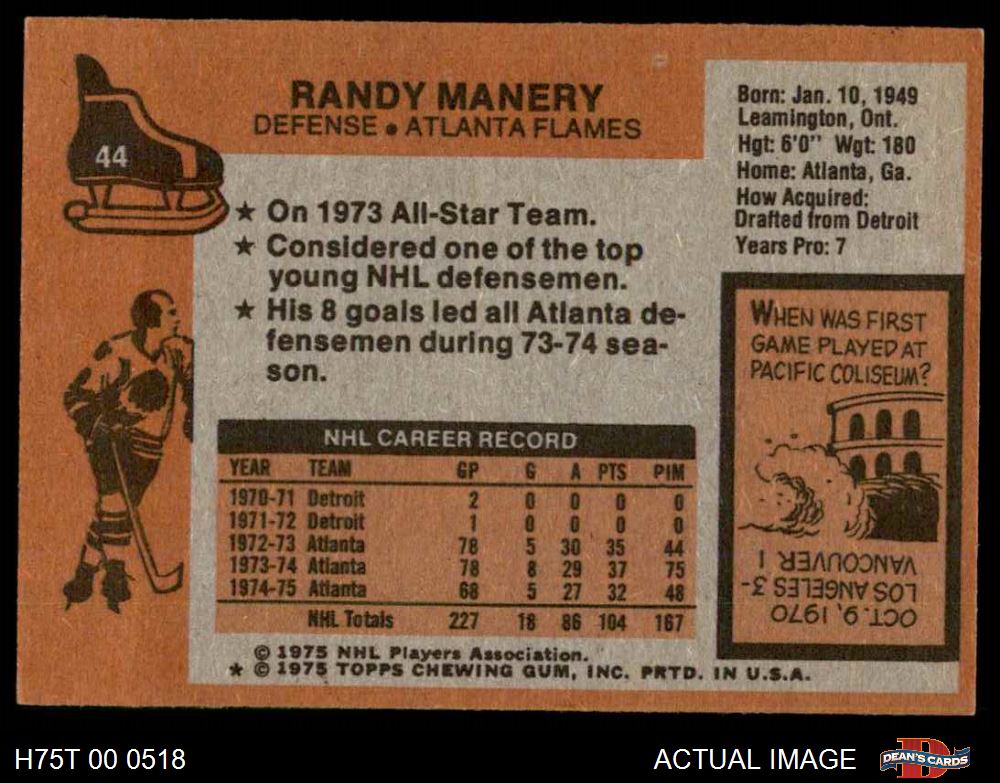 44
RANDY MANERY
DEFENSE ● ATLANTA FLAMES
Born: Jan. 10, 1949
Leamington, Ont.
Hgt: 6'0" Wgt: 180
Home: Atlanta, Ga.
How Acquired:
Drafted from Detroit
Years Pro: 7
★ On 1973 All-Star Team.
★ Considered one of the top
young NHL defensemen.
★ His 8 goals led all Atlanta de-
fensemen during 73-74 sea-
son.
WHEN WAS FIRST
GAME PLAYED AT
PACIFIC COLISEUM?
OCT. 9, 1970
LOS ANGELES 3-
VANCOUVER 1
NHL CAREER RECORD
YEAR TEAM GP G A PTS PIM
1970-71 Detroit 2 0 0 0 0
1971-72 Detroit 1 0 0 0 0
1972-73 Atlanta 78 5 30 35 44
1973-74 Atlanta 78 8 29 37 75
1974-75 Atlanta 68 5 27 32 48
NHL Totals 227 18 86 104 167
© 1975 NHL Players Association.
* © 1975 TOPPS CHEWING GUM, INC. PRTD. IN U.S.A.
H75T 00 0518
ACTUAL IMAGE
D
DEAN'S CARDS